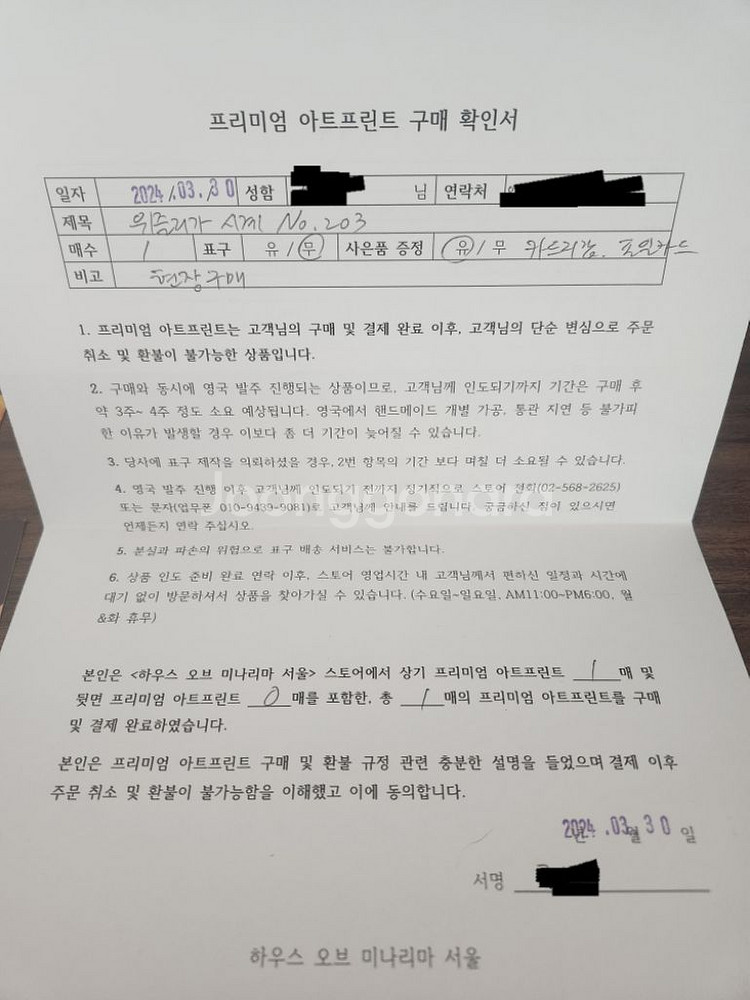 프리미엄 아트프린트 구매 확인서
일자 2024.03.30 성함 님 연락처
제목 위즐리가 시계 No.203
매수 1 표구 유 / 무 사은품 증정 유 / 무 카드리갑, 포일카드
비고 현장구매
1. 프리미엄 아트프린트는 고객님의 구매 및 결제 완료 이후, 고객님의 단순 변심으로 주문
취소 및 환불이 불가능한 상품입니다.
2. 구매와 동시에 영국 발주 진행되는 상품이므로, 고객님께 인도되기까지 기간은 구매 후
약 3주~ 4주 정도 소요 예상됩니다. 영국에서 핸드메이드 개별 가공, 통관 지연 등 불가피
한 이유가 발생할 경우 이보다 좀 더 기간이 늦어질 수 있습니다.
3. 당사에 표구 제작을 의뢰하셨을 경우, 2번 항목의 기간 보다 며칠 더 소요될 수 있습니다.
4. 영국 발주 진행 이후 고객님께 인도되기 전까지 정기적으로 스토어 전화(02-568-2625)
또는 문자(업무폰 010-9439-9081)로 고객님께 안내를 드립니다. 궁금하신 점이 있으시면
언제든지 연락 주십시오.
5. 분실과 파손의 위험으로 표구 배송 서비스는 불가합니다.
6. 상품 인도 준비 완료 연락 이후, 스토어 영업시간 내 고객님께서 편하신 일정과 시간에
대기 없이 방문하셔서 상품을 찾아가실 수 있습니다. (수요일~일요일, AM11:00~PM6:00, 월
&화 휴무)
Joonggonara
본인은 <하우스 오브 미나리마 서울> 스토어에서 상기 프리미엄 아트프린트 1 매 및
뒷면 프리미엄 아트프린트 0 매를 포함한, 총 1 매의 프리미엄 아트프린트를 구매
및 결제 완료하였습니다.
본인은 프리미엄 아트프린트 구매 및 환불 규정 관련 충분한 설명을 들었으며 결제 이후
주문 취소 및 환불이 불가능함을 이해했고 이에 동의합니다.
2024년 .03월 30 일
서명
하우스 오브 미나리마 서울